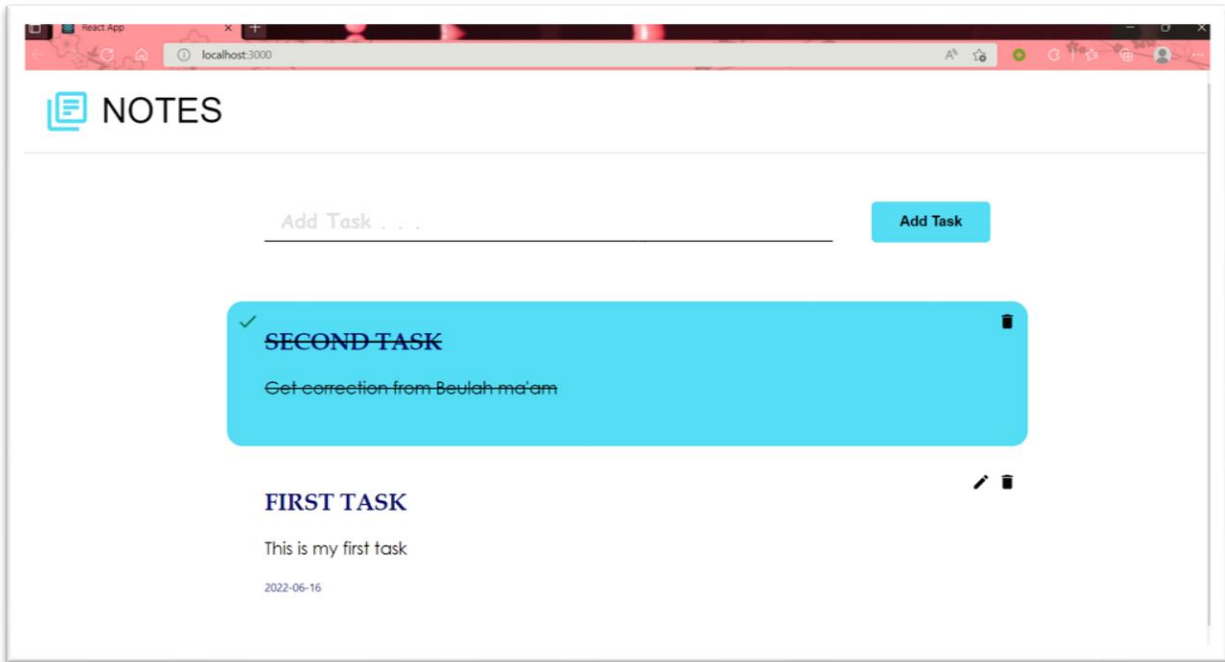 React App
localhost:3000
NOTES
Add Task . . .
Add Task
SECOND TASK
Get correction from Beulah ma'am
FIRST TASK
This is my first task
2022-06-16